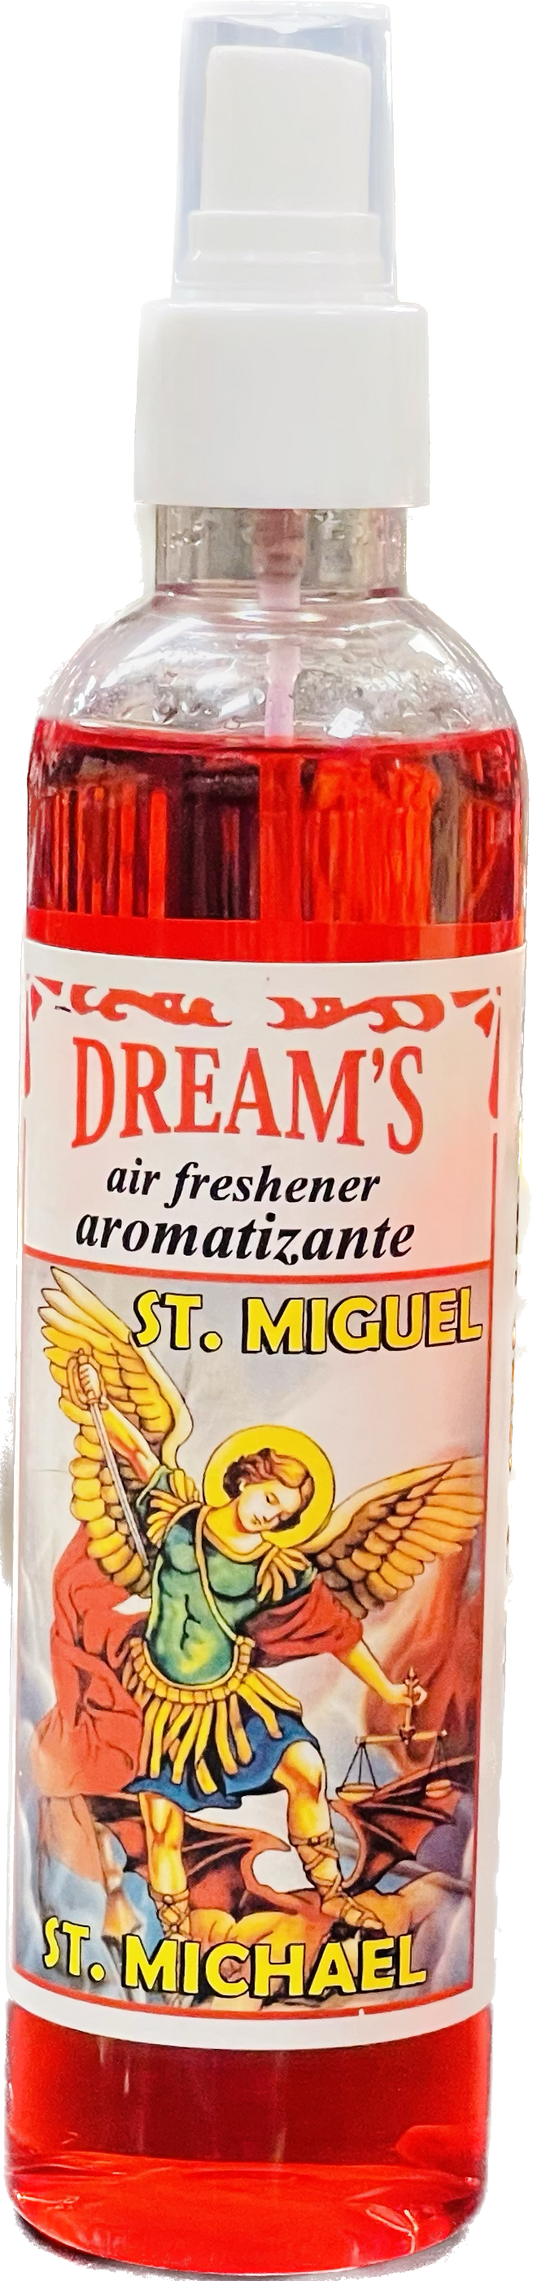 DREAM'S
air freshener
aromatizante
ST. MIGUEL
ST. MICHAEL